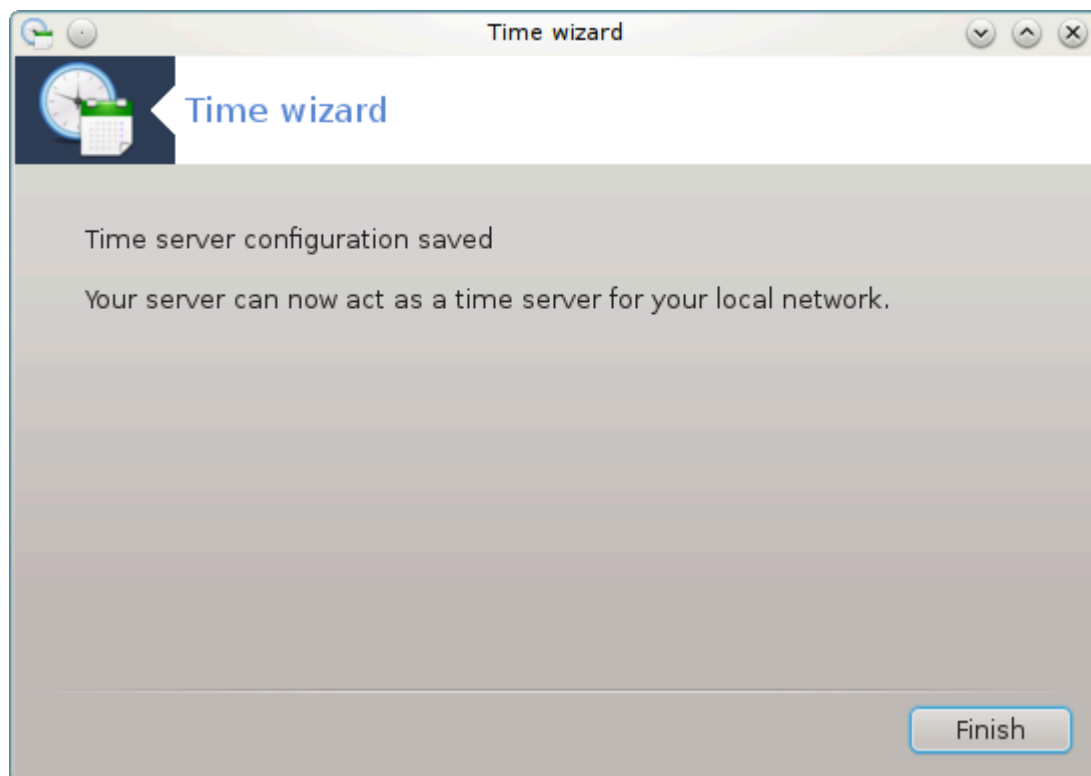 Time wizard
Time wizard
Time server configuration saved
Your server can now act as a time server for your local network.
Finish